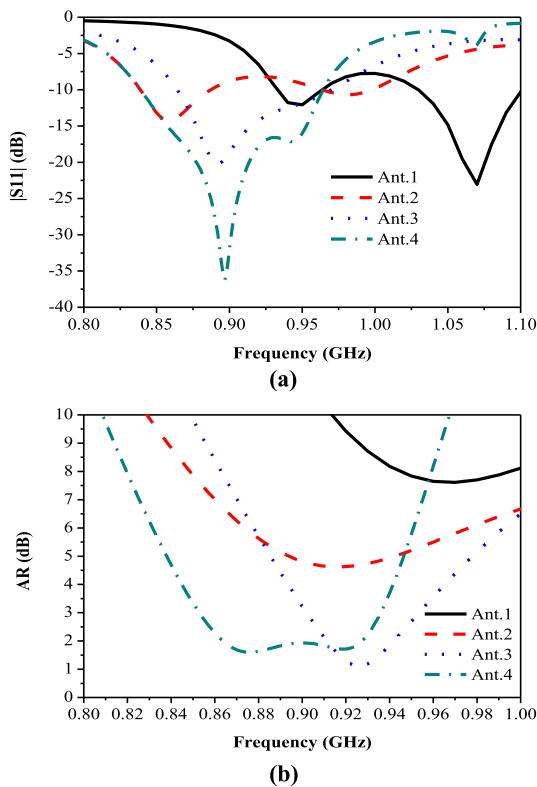 0
-5
-10
-15
-20
-25
-30
-35
-40
|S11| (dB)
Ant.1
Ant.2
Ant.3
Ant.4
0.80 0.85 0.90 0.95 1.00 1.05 1.10
Frequency (GHz)
(a)
10
9
8
7
6
5
4
3
2
1
0
AR (dB)
Ant.1
Ant.2
Ant.3
Ant.4
0.80 0.82 0.84 0.86 0.88 0.90 0.92 0.94 0.96 0.98 1.00
Frequency (GHz)
(b)